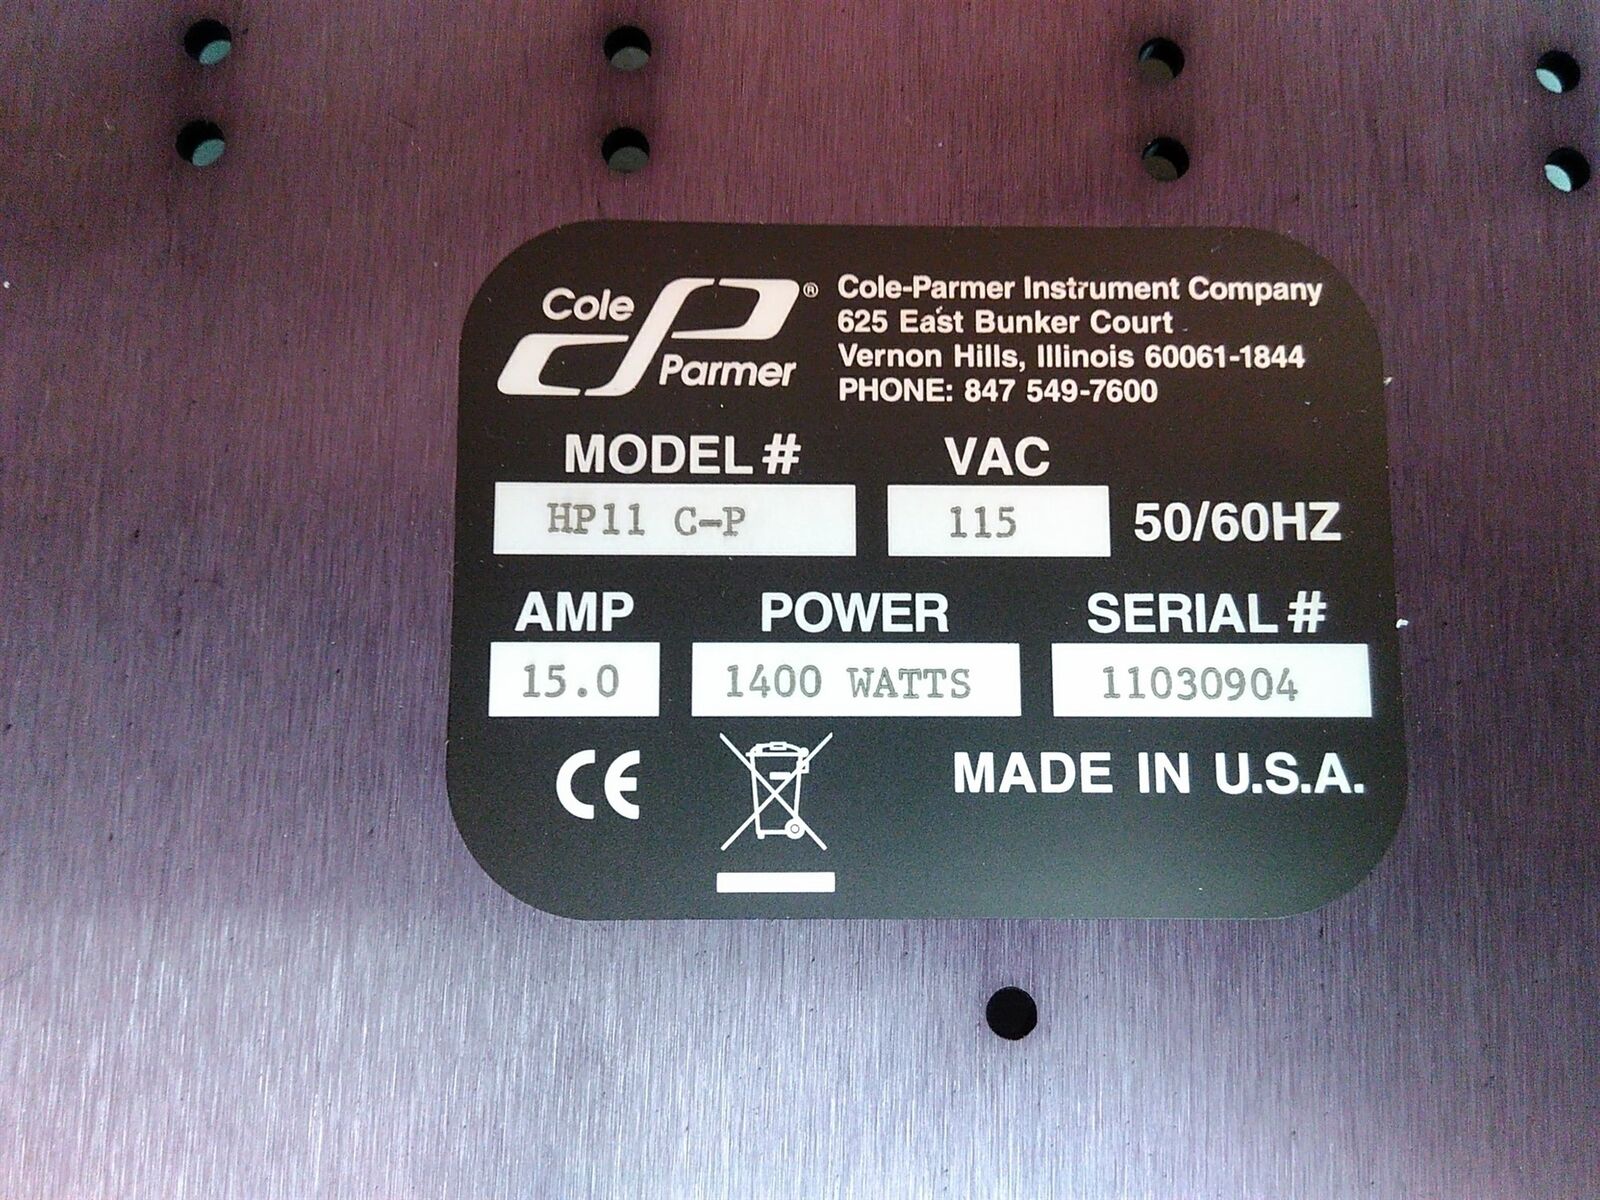 Cole
Parmer ®
Cole-Parmer Instrument Company
625 East Bunker Court
Vernon Hills, Illinois 60061-1844
PHONE: 847 549-7600
MODEL # VAC
HP11 C-P 115 50/60HZ
AMP POWER SERIAL #
15.0 1400 WATTS 11030904
CE MADE IN U.S.A.